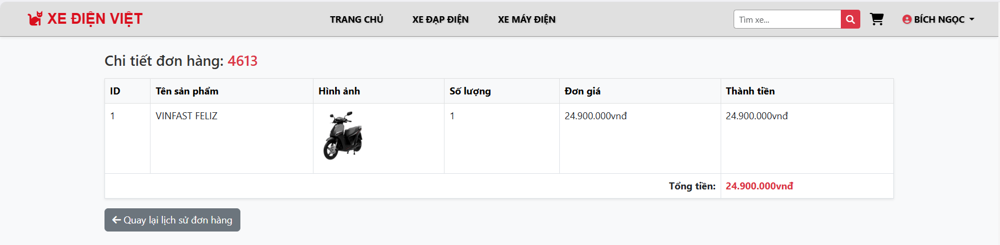 XE ĐIỆN VIỆT TRANG CHỦ XE ĐẠP ĐIỆN XE MÁY ĐIỆN Tìm xe... BÍCH NGỌC
Chi tiết đơn hàng: 4613
ID Tên sản phẩm Hình ảnh Số lượng Đơn giá Thành tiền
1 VINFAST FELIZ 1 24.900.000vnđ 24.900.000vnđ
Tổng tiền: 24.900.000vnđ
Quay lại lịch sử đơn hàng